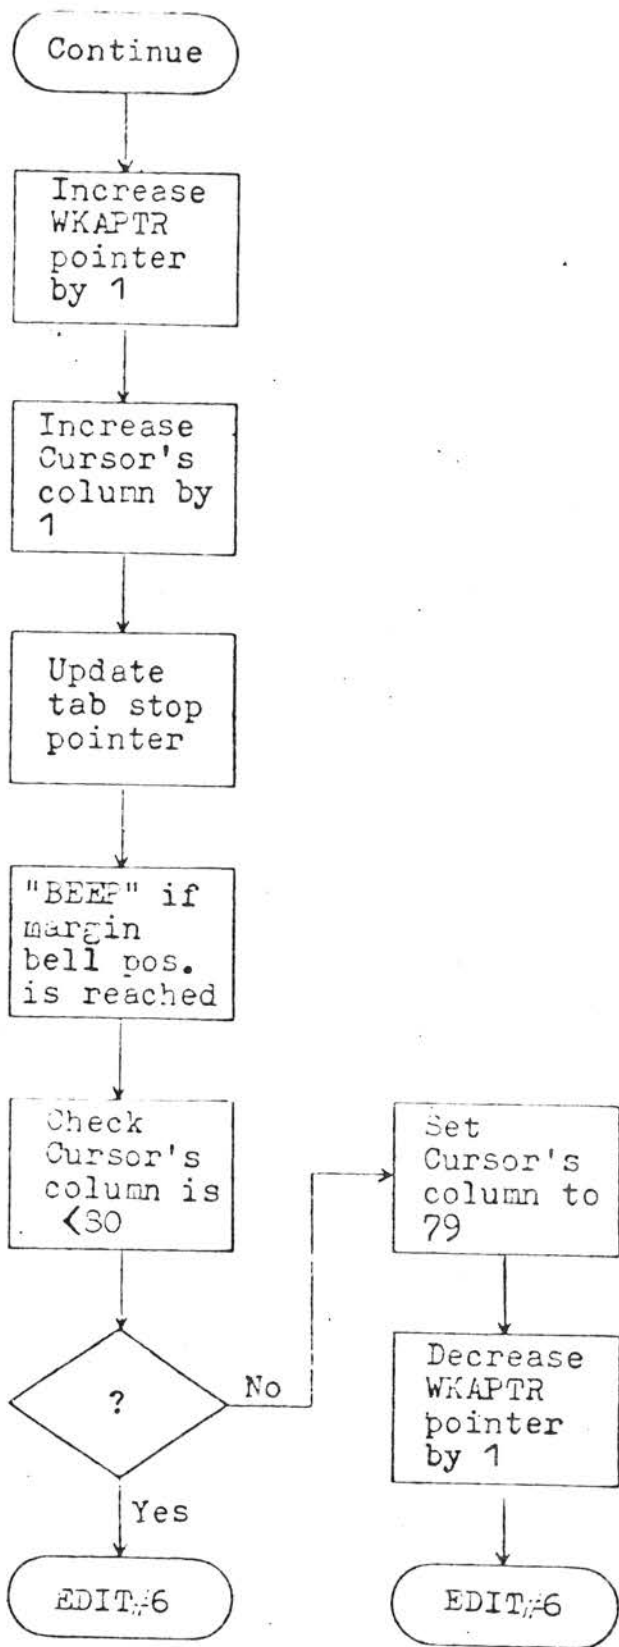 Continue
Increase
WKAPTR
pointer
by 1
Increase
Cursor's
column by
1
Update
tab stop
pointer
"BEEP" if
margin
bell pos.
is reached
Check
Cursor's
column is
<80
?
No
Yes
EDIT#6
Set
Cursor's
column to
79
Decrease
WKAPTR
pointer
by 1
EDIT#6